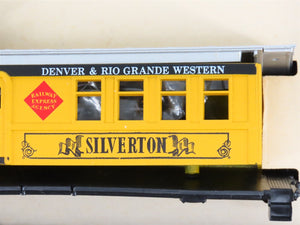 DENVER & RIO GRANDE WESTERN
RAILWAY
EXPRESS
AGENCY
SILVERTON